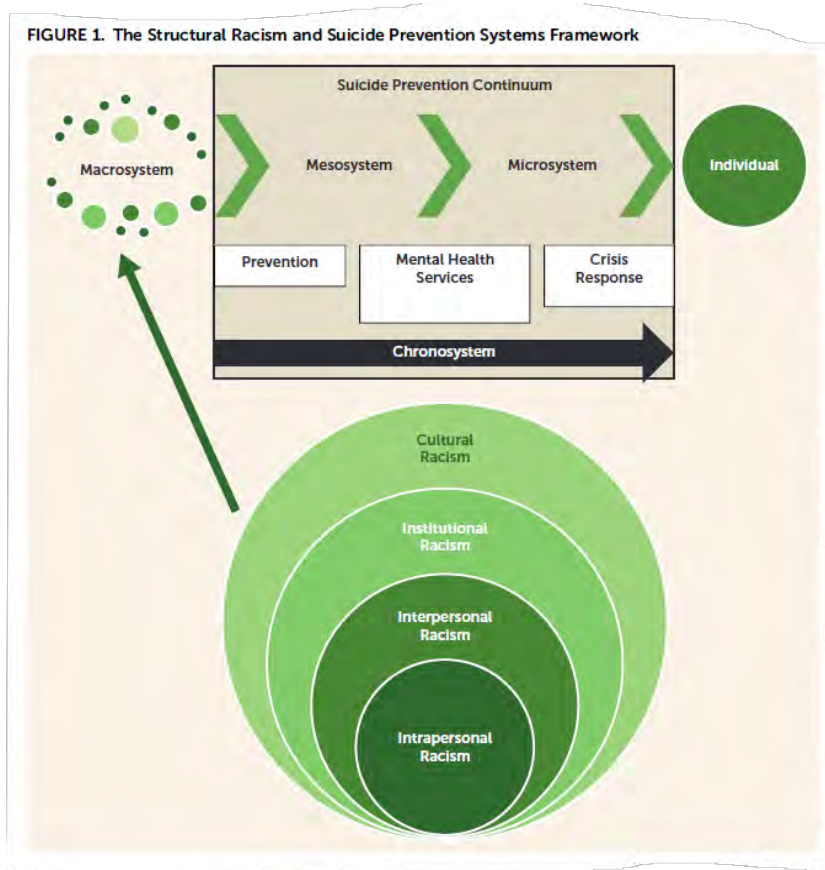 FIGURE 1. The Structural Racism and Suicide Prevention Systems Framework
Suicide Prevention Continuum
Macrosystem
Mesosystem
Microsystem
Individual
Prevention
Mental Health
Services
Crisis
Response
Chronosystem
Cultural
Racism
Institutional
Racism
Interpersonal
Racism
Intrapersonal
Racism